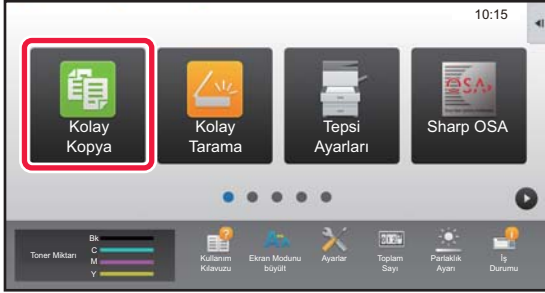 10:15
Kolay
Kopya
Kolay
Tarama
Tepsi
Ayarları
OSA
Sharp OSA
Toner Miktarı
Bk
C
M
Y
Kullanım
Kılavuzu
Ekran Modunu
büyült
Ayarlar
Toplam
Sayı
Parlaklık
Ayarı
İş
Durumu